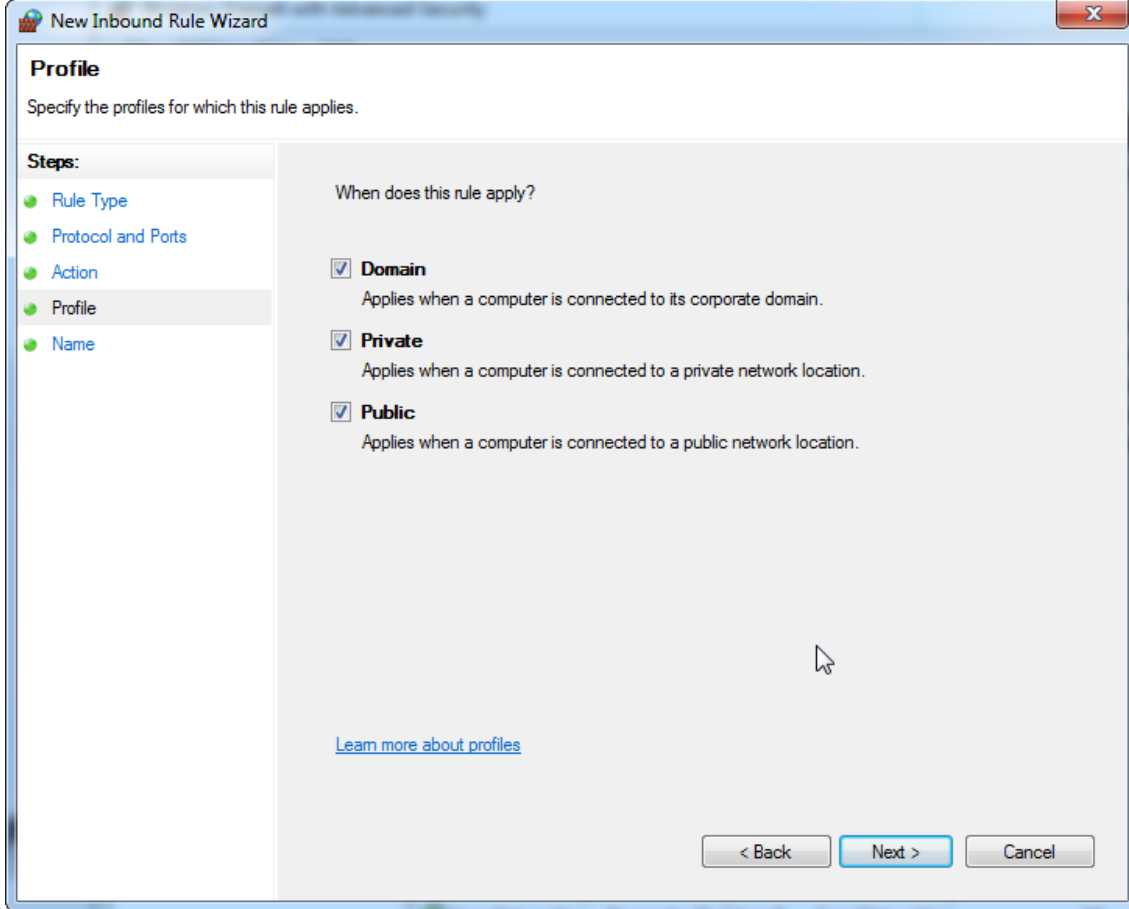 New Inbound Rule Wizard
Profile
Specify the profiles for which this rule applies.
Steps:
Rule Type
Protocol and Ports
Action
Profile
Name
When does this rule apply?
Domain
Applies when a computer is connected to its corporate domain.
Private
Applies when a computer is connected to a private network location.
Public
Applies when a computer is connected to a public network location.
Learn more about profiles
< Back
Next >
Cancel